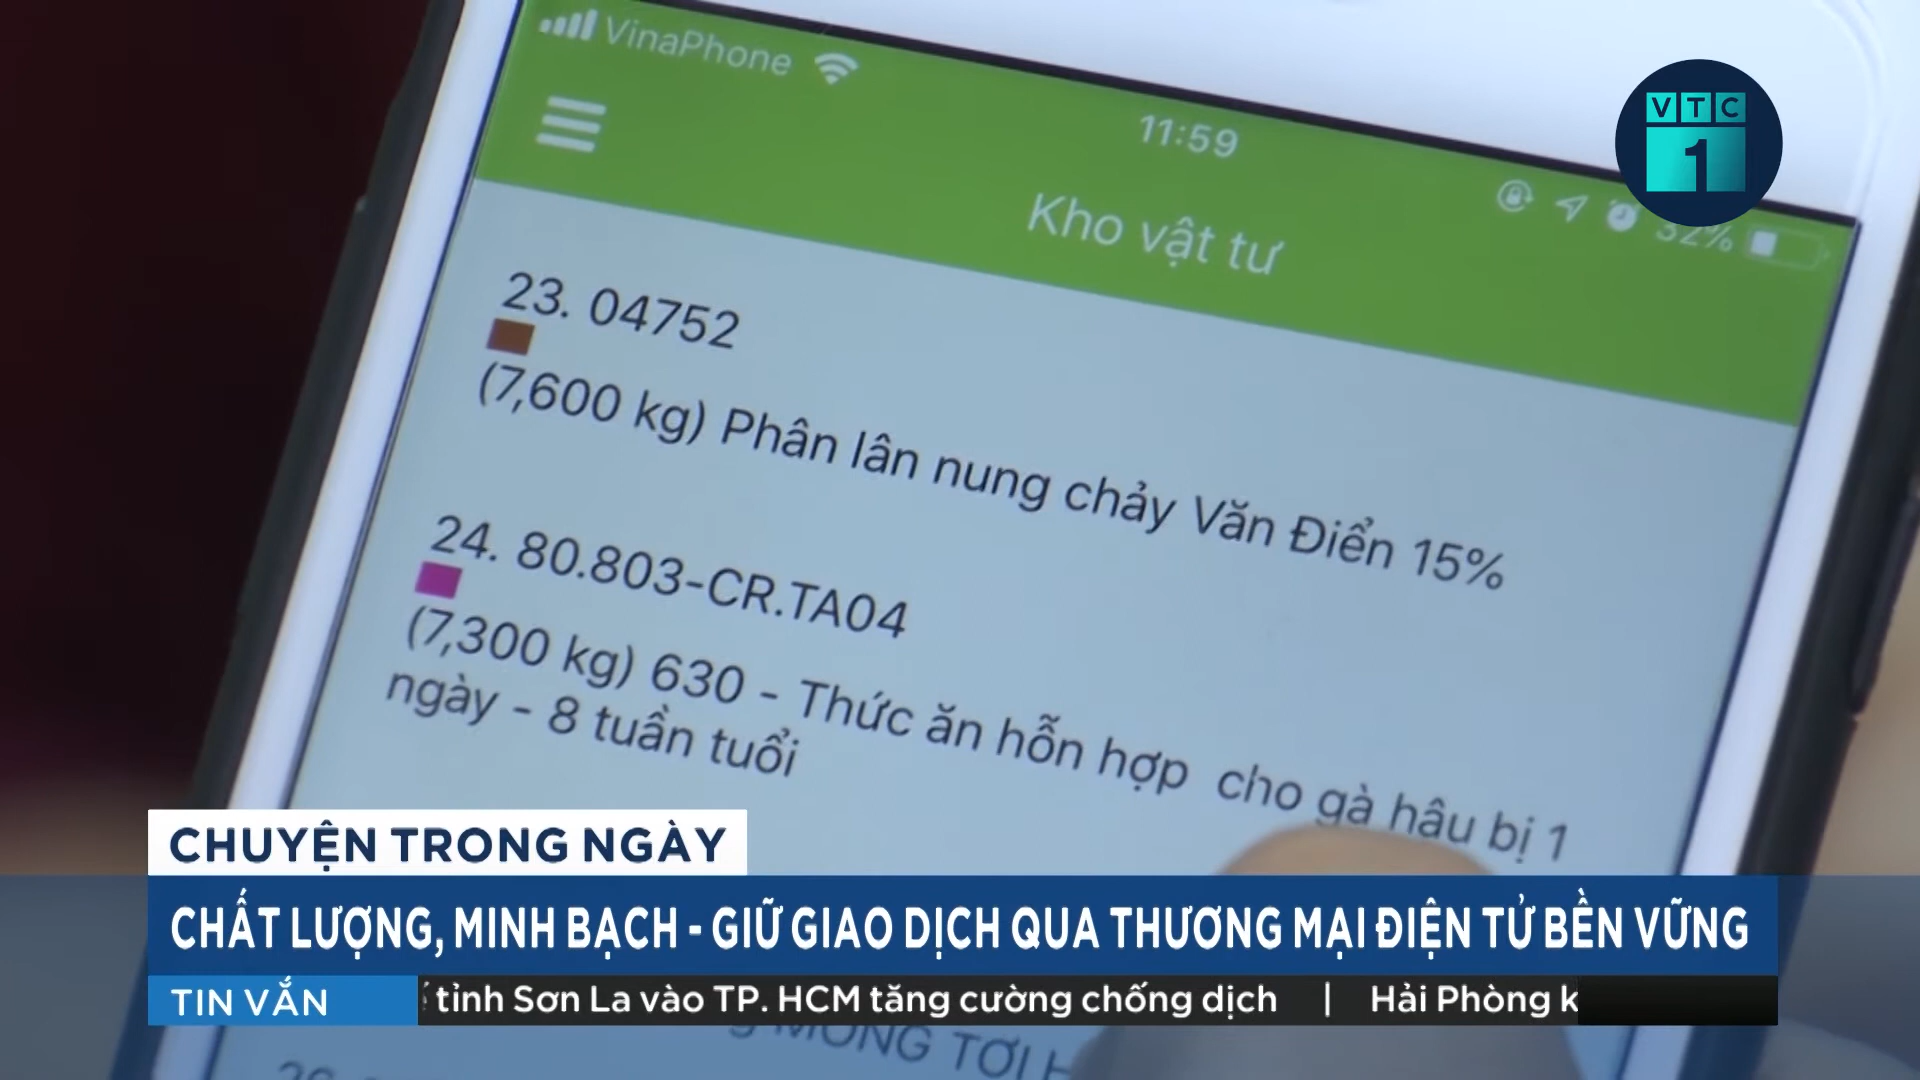 VinaPhone
11:59
32%
VTC
1
Kho vật tư
23. 04752
(7,600 kg) Phân lân nung chảy Văn Điển 15%
24. 80.803-CR.TA04
(7,300 kg) 630 - Thức ăn hỗn hợp cho gà hậu bị 1
ngày - 8 tuần tuổi
CHUYỆN TRONG NGÀY
CHẤT LƯỢNG, MINH BẠCH - GIỮ GIAO DỊCH QUA THƯƠNG MẠI ĐIỆN TỬ BỀN VỮNG
TIN VẮN
tỉnh Sơn La vào TP. HCM tăng cường chống dịch | Hải Phòng k
MỒNG TƠI